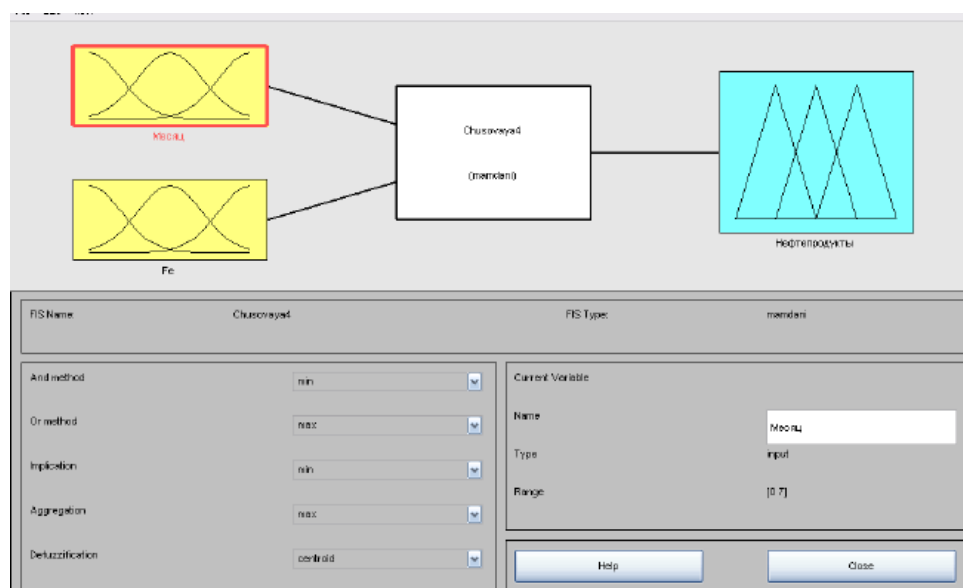 Месяц
Chusovaya4
(mamdani)
Fe
Нефтепродукты
FIS Name: Chusovaya4 FIS Type: mamdani
And method min
Or method max
Implication min
Aggregation max
Defuzzification centroid
Current Variable
Name Месяц
Type input
Range [0 7]
Help Close